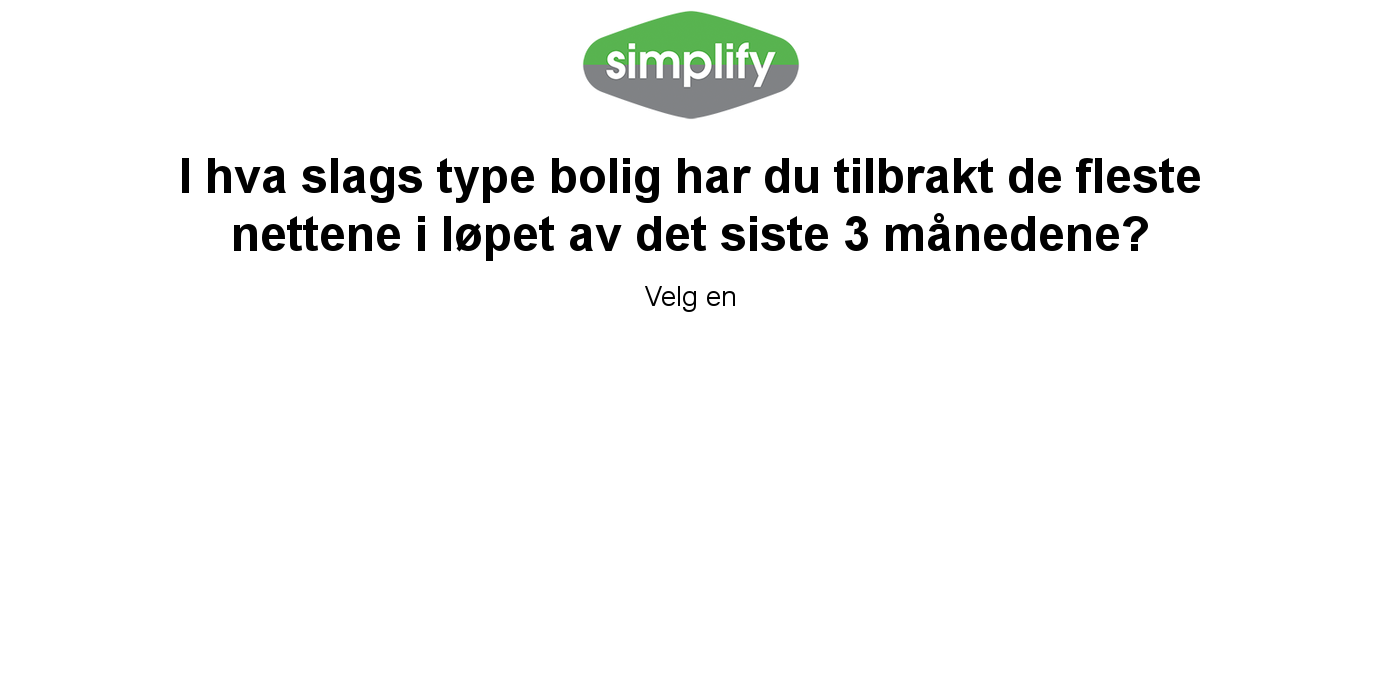 simplify
I hva slags type bolig har du tilbrakt de fleste
nettene i løpet av det siste 3 månedene?
Velg en